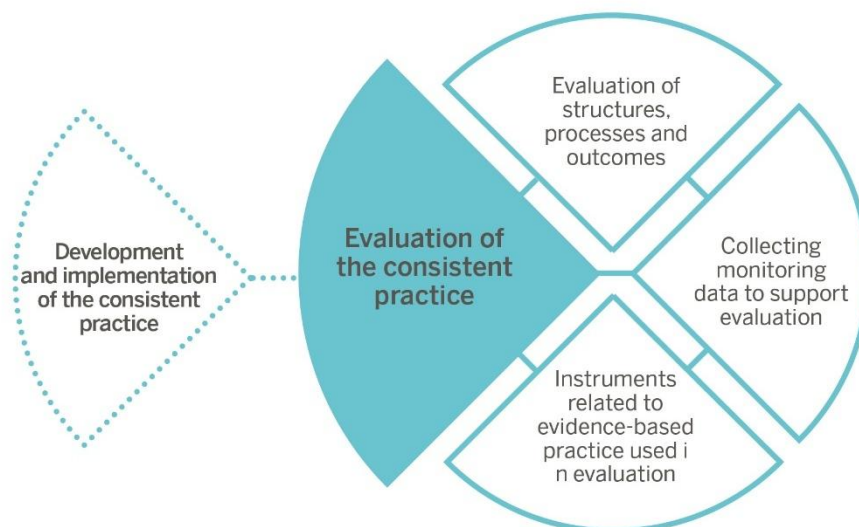 Development
and implementation
of the consistent
practice
Evaluation of
the consistent
practice
Evaluation of
structures,
processes and
outcomes
Collecting
monitoring
data to support
evaluation
Instruments
related to
evidence-based
practice used i
n evaluation